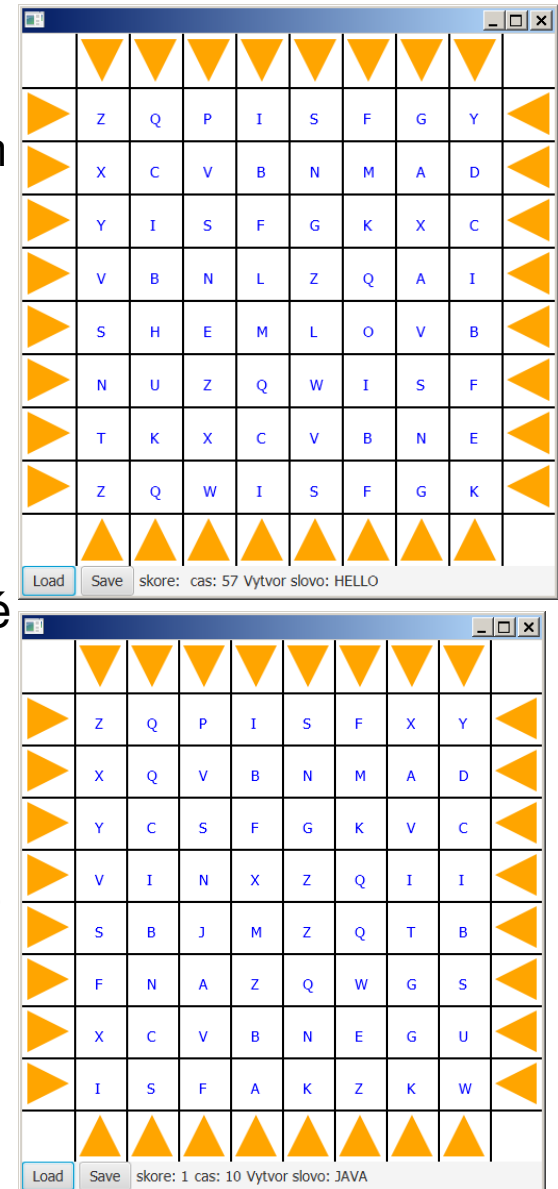 Z Q P I S F G Y
X C V B N M A D
Y I S F G K X C
V B N L Z Q A I
S H E M L O V B
N U Z Q W I S F
T K X C V B N E
Z Q W I S F G K
Load Save skore: cas: 57 Vytvor slovo: HELLO
é
Z Q P I S F X Y
X Q V B N M A D
Y C S F G K V C
V I N X Z Q I I
S B J M Z Q T B
F N A Z Q W G S
X C V B N E G U
I S F A K Z K W
Load Save skore: 1 cas: 10 Vytvor slovo: JAVA